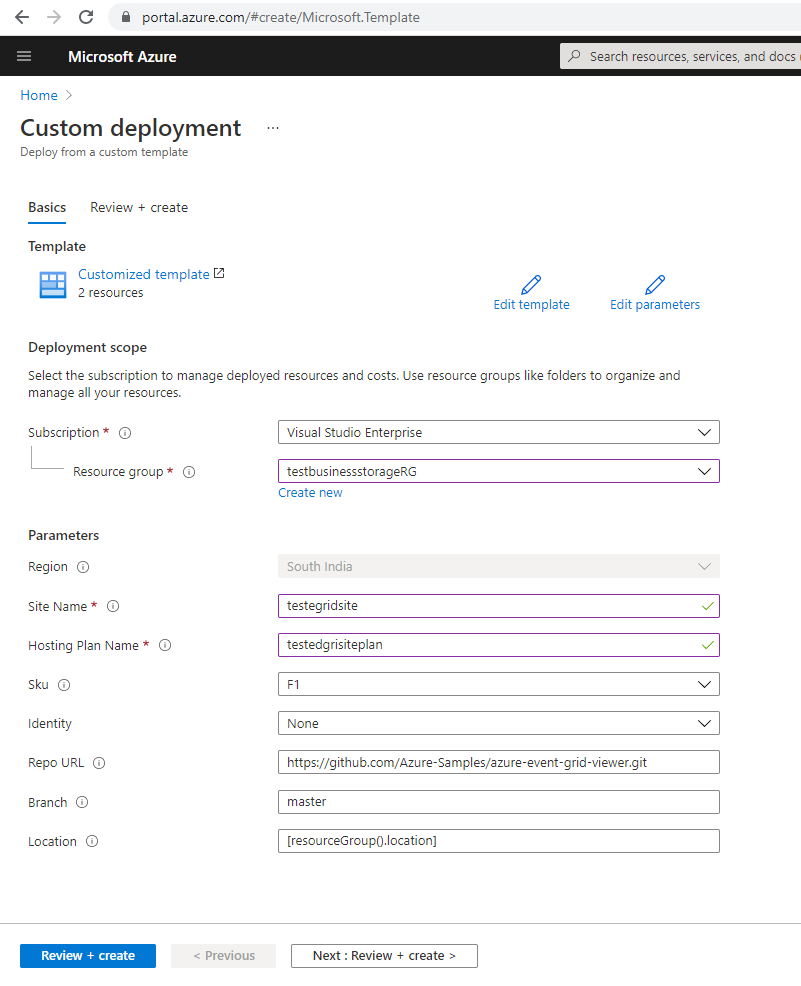 portal.azure.com/#create/Microsoft.Template
Microsoft Azure
Search resources, services, and docs (
Home >
Custom deployment ...
Deploy from a custom template
Basics Review + create
Template
Customized template
2 resources
Edit template Edit parameters
Deployment scope
Select the subscription to manage deployed resources and costs. Use resource groups like folders to organize and
manage all your resources.
Subscription * Visual Studio Enterprise
Resource group * testbusinessstorageRG
Create new
Parameters
Region South India
Site Name * testegridsite
Hosting Plan Name * testedgrisiteplan
Sku F1
Identity None
Repo URL https://github.com/Azure-Samples/azure-event-grid-viewer.git
Branch master
Location [resourceGroup().location]
Review + create < Previous Next : Review + create >